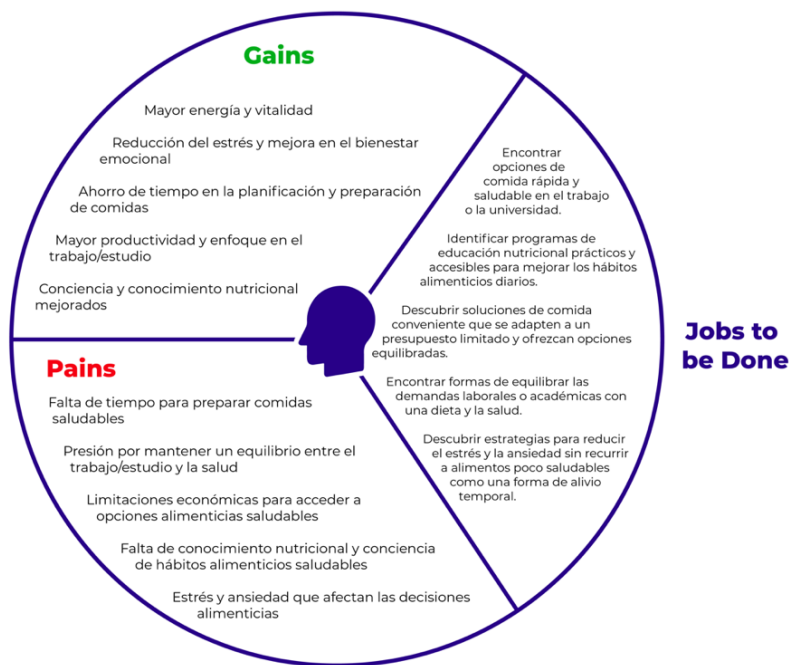 Gains
Mayor energía y vitalidad
Reducción del estrés y mejora en el bienestar
emocional
Ahorro de tiempo en la planificación y preparación
de comidas
Mayor productividad y enfoque en el
trabajo/estudio
Conciencia y conocimiento nutricional
mejorados
Pains
Falta de tiempo para preparar comidas
saludables
Presión por mantener un equilibrio entre el
trabajo/estudio y la salud
Limitaciones económicas para acceder a
opciones alimenticias saludables
Falta de conocimiento nutricional y conciencia
de hábitos alimenticios saludables
Estrés y ansiedad que afectan las decisiones
alimenticias
Encontrar
opciones de
comida rápida y
saludable en el trabajo
o la universidad.
Identificar programas de
educación nutricional prácticos y
accesibles para mejorar los hábitos
alimenticios diarios.
Descubrir soluciones de comida
conveniente que se adapten a un
presupuesto limitado y ofrezcan opciones
equilibradas.
Encontrar formas de equilibrar las
demandas laborales o académicas con
una dieta y la salud.
Descubrir estrategias para reducir
el estrés y la ansiedad sin recurrir
a alimentos poco saludables
como una forma de alivio
temporal.
Jobs to
be Done